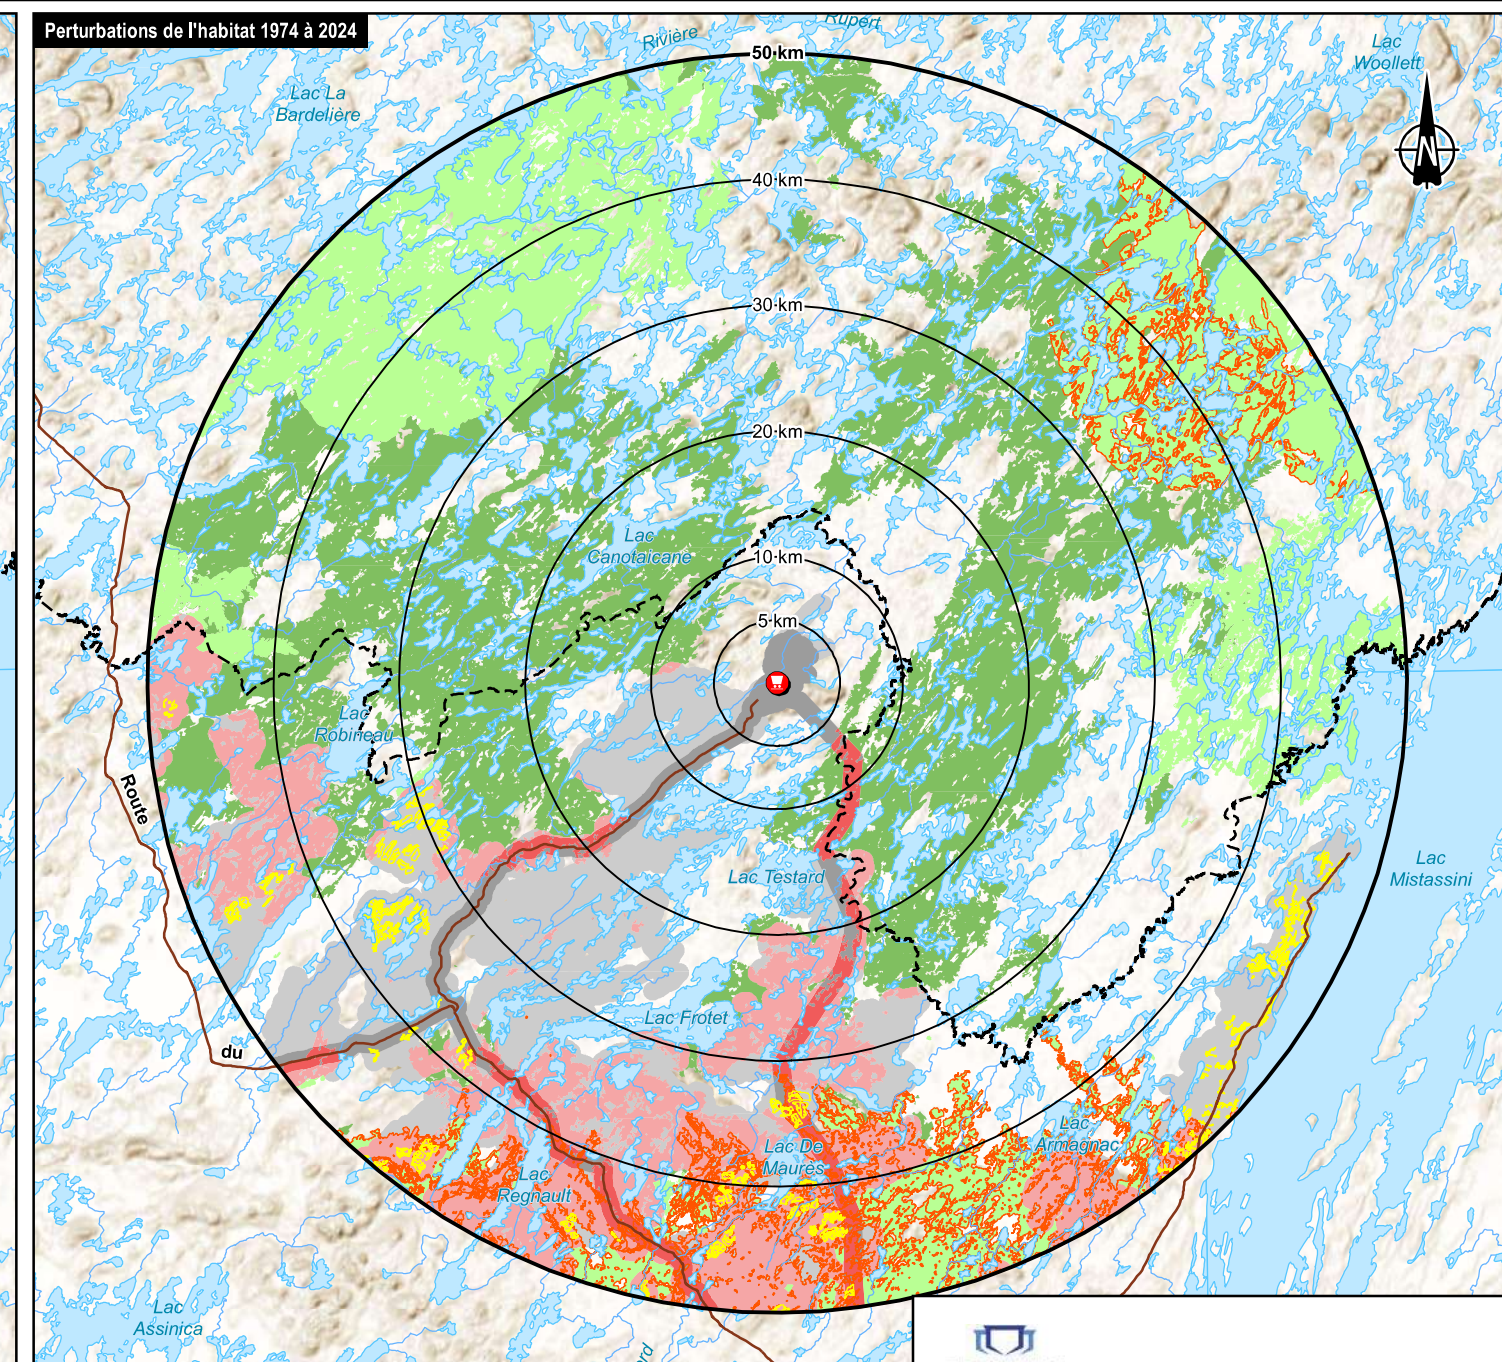 Perturbations de l'habitat 1974 à 2024
Rivière
Rupert
50 km
Lac
Woollett
Lac La
Bardelière
N
40 km
30 km
20 km
Lac
Canotaicane
10 km
5 km
Lac
Robineau
Route
Lac Testard
Lac
Mistassini
Lac Frotet
du
Lac
Armagnac
Lac De
Maurès
Lac
Regnault
Lac
Assinica